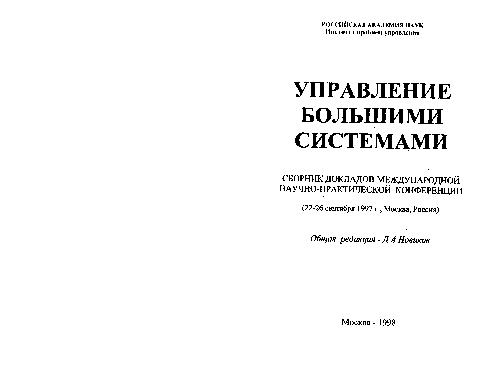 РОССИЙСКАЯ АКАДЕМИЯ НАУК
Институт проблем управления
УПРАВЛЕНИЕ
БОЛЬШИМИ
СИСТЕМАМИ
СБОРНИК ДОКЛАДОВ МЕЖДУНАРОДНОЙ
НАУЧНО-ПРАКТИЧЕСКОЙ КОНФЕРЕНЦИИ
(22-26 сентября 1997 г., Москва, Россия)
Общая редакция - Д.А. Новиков
Москва - 1998